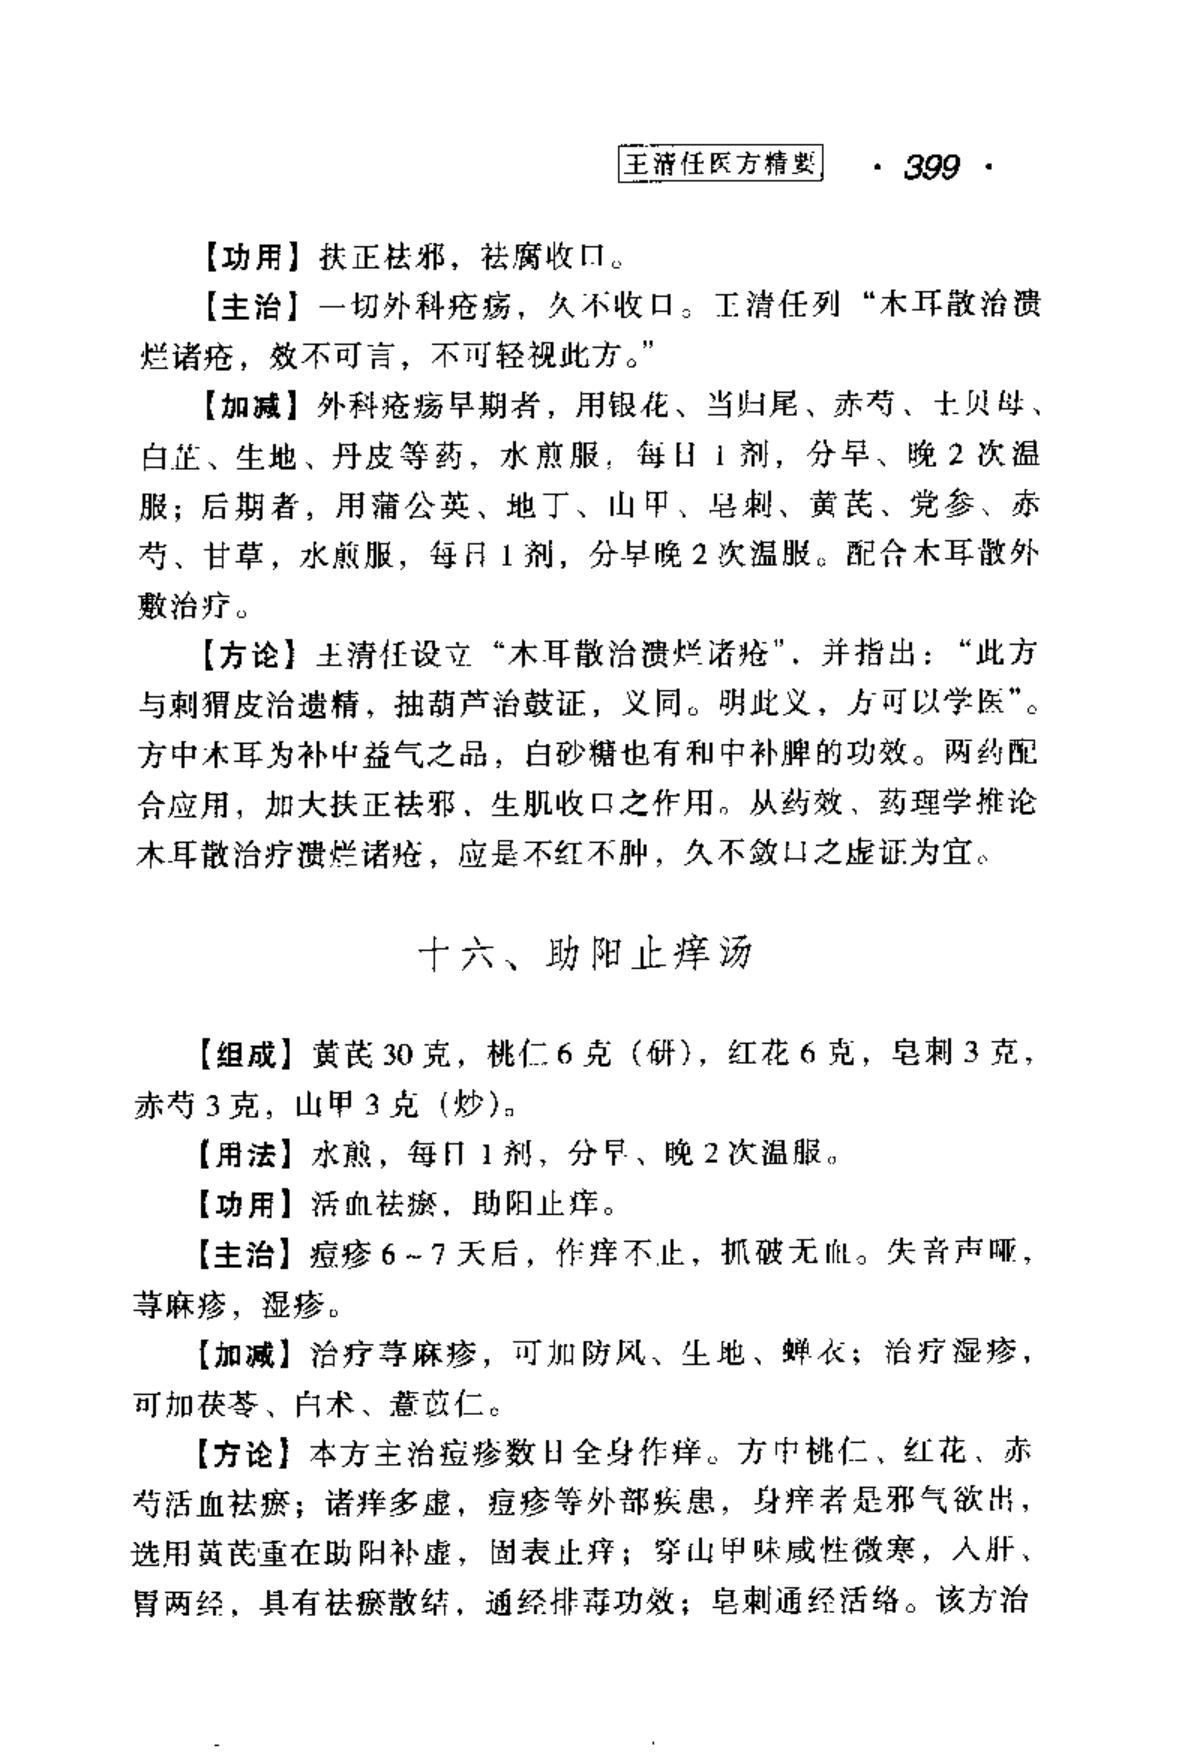 王清任医方精要 · 399 ·
【功用】扶正祛邪，祛腐收口。
【主治】一切外科疮疡，久不收口。王清任列“木耳散治溃
烂诸疮，效不可言，不可轻视此方。”
【加减】外科疮疡早期者，用银花、当归尾、赤芍、土贝母、
白芷、生地、丹皮等药，水煎服，每日 1 剂，分早、晚 2 次温
服；后期者，用蒲公英、地丁、山甲、皂刺、黄芪、党参、赤
芍、甘草，水煎服，每日 1 剂，分早晚 2 次温服。配合木耳散外
敷治疗。
【方论】王清任设立“木耳散治溃烂诸疮”，并指出：“此方
与刺猬皮治遗精，抽葫芦治鼓证，义同。明此义，方可以学医”。
方中木耳为补中益气之品，白砂糖也有和中补脾的功效。两药配
合应用，加大扶正祛邪、生肌收口之作用。从药效、药理学推论
木耳散治疗溃烂诸疮，应是不红不肿，久不敛口之虚证为宜。
十六、助阳止痒汤
【组成】黄芪 30 克，桃仁 6 克（研），红花 6 克，皂刺 3 克，
赤芍 3 克，山甲 3 克（炒）。
【用法】水煎，每日 1 剂，分早、晚 2 次温服。
【功用】活血祛瘀，助阳止痒。
【主治】痘疹 6～7 天后，作痒不止，抓破无血。失音声哑，
荨麻疹，湿疹。
【加减】治疗荨麻疹，可加防风、生地、蝉衣；治疗湿疹，
可加茯苓、白术、薏苡仁。
【方论】本方主治痘疹数日全身作痒。方中桃仁、红花、赤
芍活血祛瘀；诸痒多虚，痘疹等外部疾患，身痒者是邪气欲出，
选用黄芪重在助阳补虚，固表止痒；穿山甲味咸性微寒，入肝、
胃两经，具有祛瘀散结，通经排毒功效；皂刺通经活络。该方治